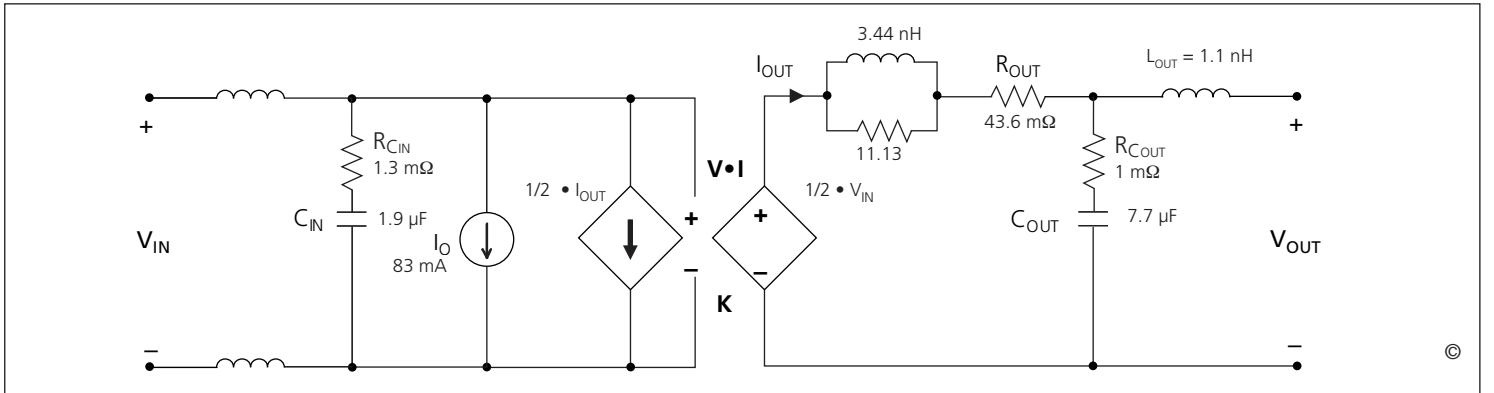 3.44 nH
I_OUT
R_OUT
L_OUT = 1.1 nH
+
43.6 mΩ
+
R_CIN
1.3 mΩ
11.13
R_COUT
1 mΩ
V•I
1/2 • I_OUT
1/2 • V_IN
+
+
C_IN
1.9 µF
C_OUT
7.7 µF
V_IN
I_O
83 mA
V_OUT
–
–
K
–
–
©